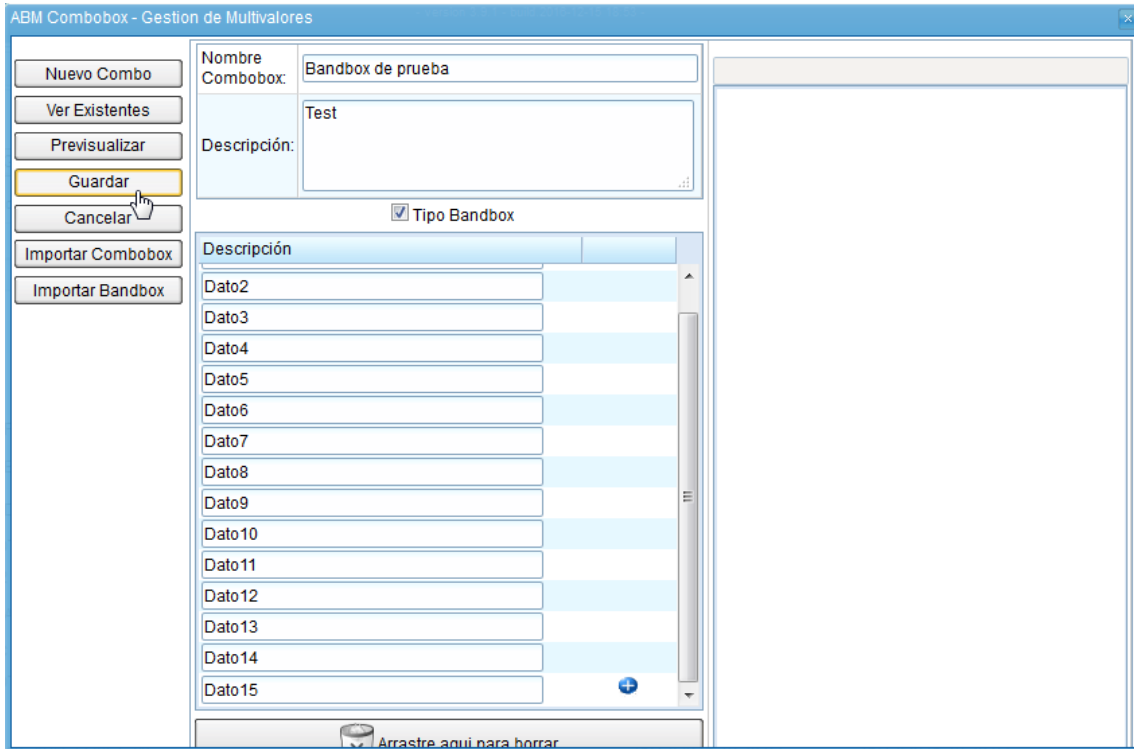 ABM Combobox - Gestion de Multivalores
Nuevo Combo
Ver Existentes
Previsualizar
Guardar
Cancelar
Importar Combobox
Importar Bandbox
Nombre
Combobox:
Bandbox de prueba
Descripción:
Test
Tipo Bandbox
Descripción
Dato2
Dato3
Dato4
Dato5
Dato6
Dato7
Dato8
Dato9
Dato10
Dato11
Dato12
Dato13
Dato14
Dato15
Arrastre aqui para borrar